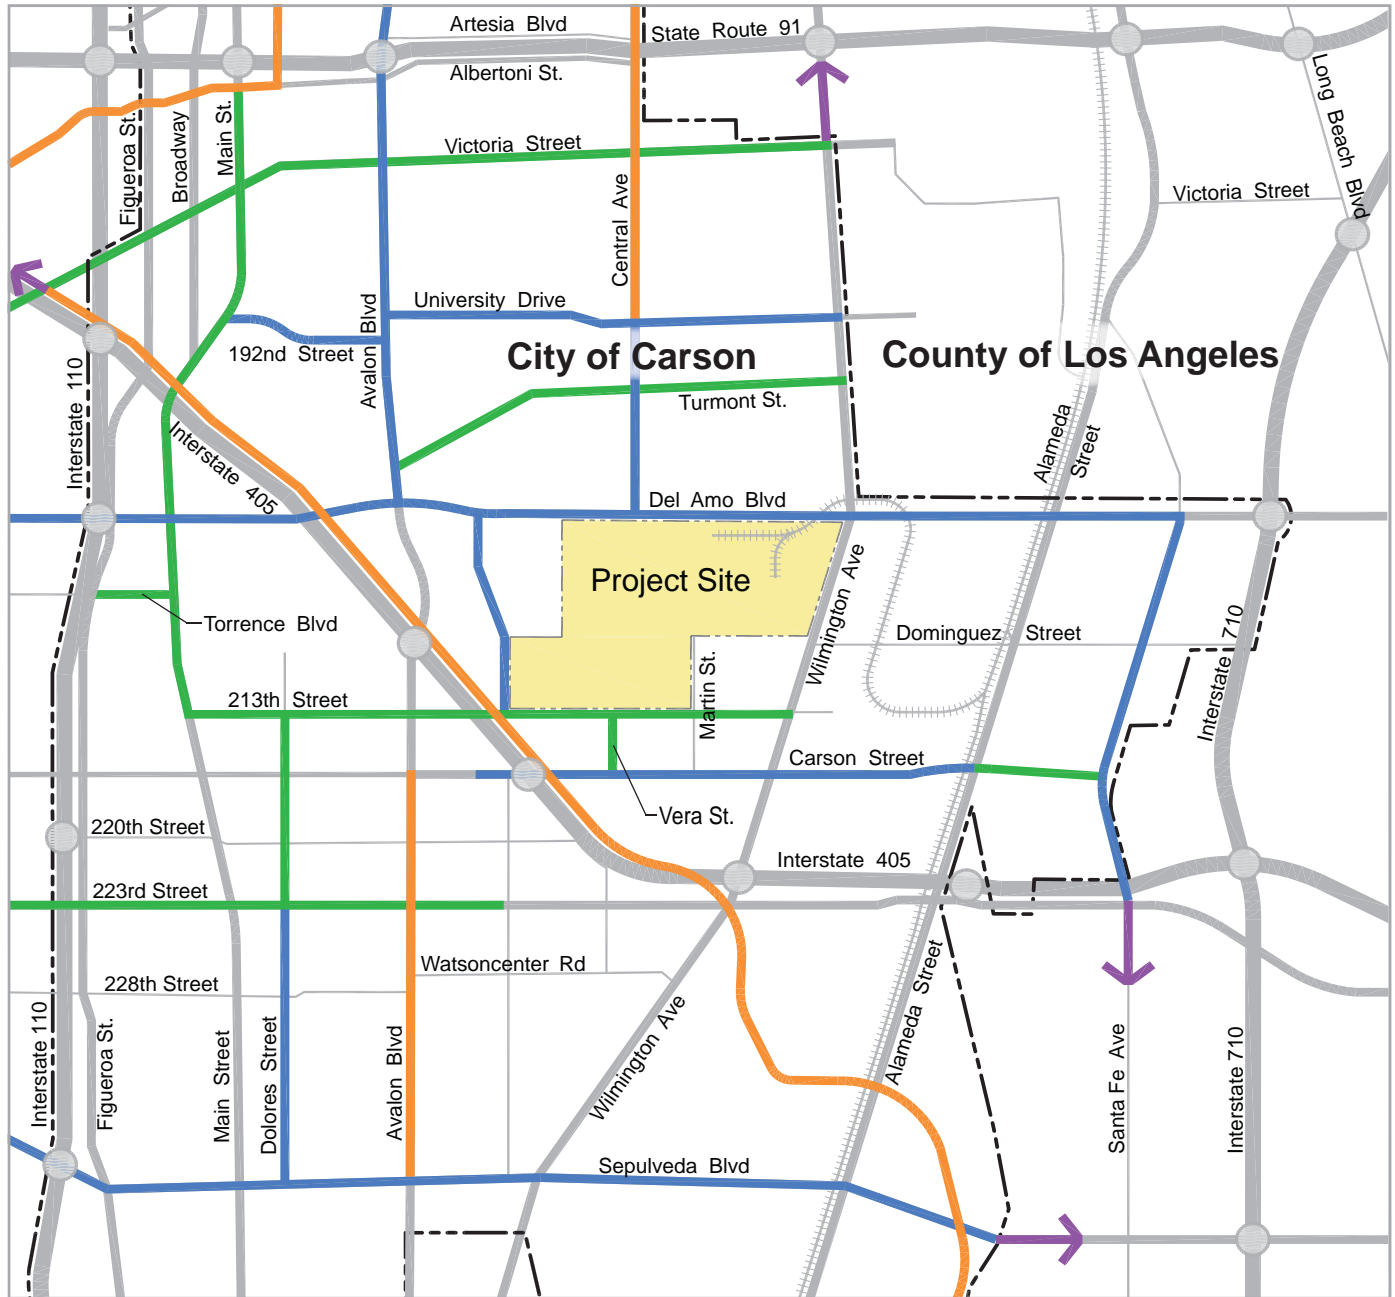 Artesia Blvd
State Route 91
Albertoni St.
Long Beach Blvd
Figueroa St.
Broadway
Main St.
Victoria Street
Central Ave
Victoria Street
University Drive
Avalon Blvd
192nd Street
City of Carson
County of Los Angeles
Interstate 110
Turmont St.
Interstate 405
Alameda
Street
Del Amo Blvd
Project Site
Wilmington Ave
Torrence Blvd
Dominguez Street
Interstate 710
Martin St.
213th Street
Carson Street
Vera St.
220th Street
Interstate 405
223rd Street
Watsoncenter Rd
228th Street
Alameda Street
Wilmington Ave
Interstate 110
Figueroa St.
Main Street
Dolores Street
Avalon Blvd
Santa Fe Ave
Interstate 710
Sepulveda Blvd